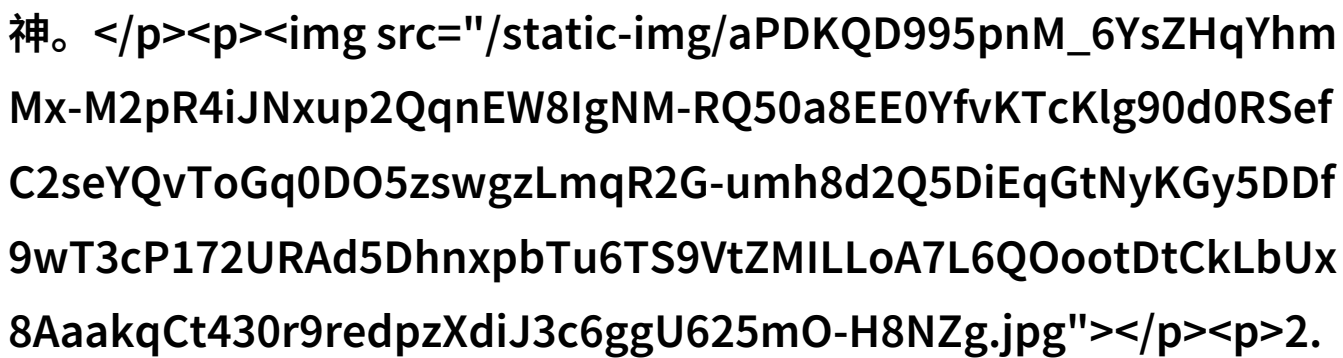 神。</p><p><img src="/static-img/aPDKQD995pnM_6YsZHqYhm
Mx-M2pR4iJNxup2QqnEW8IgNM-RQ50a8EE0YfvKTcKlg90d0RSef
C2seYQvToGq0DO5zswgzLmqR2G-umh8d2Q5DiEqGtNyKGy5DDf
9wT3cP172URAd5DhnxpbTu6TS9VtZMILLoA7L6QOootDtCkLbUx
8AaakqCt430r9redpzXdiJ3c6ggU625mO-H8NZg.jpg"></p><p>2.